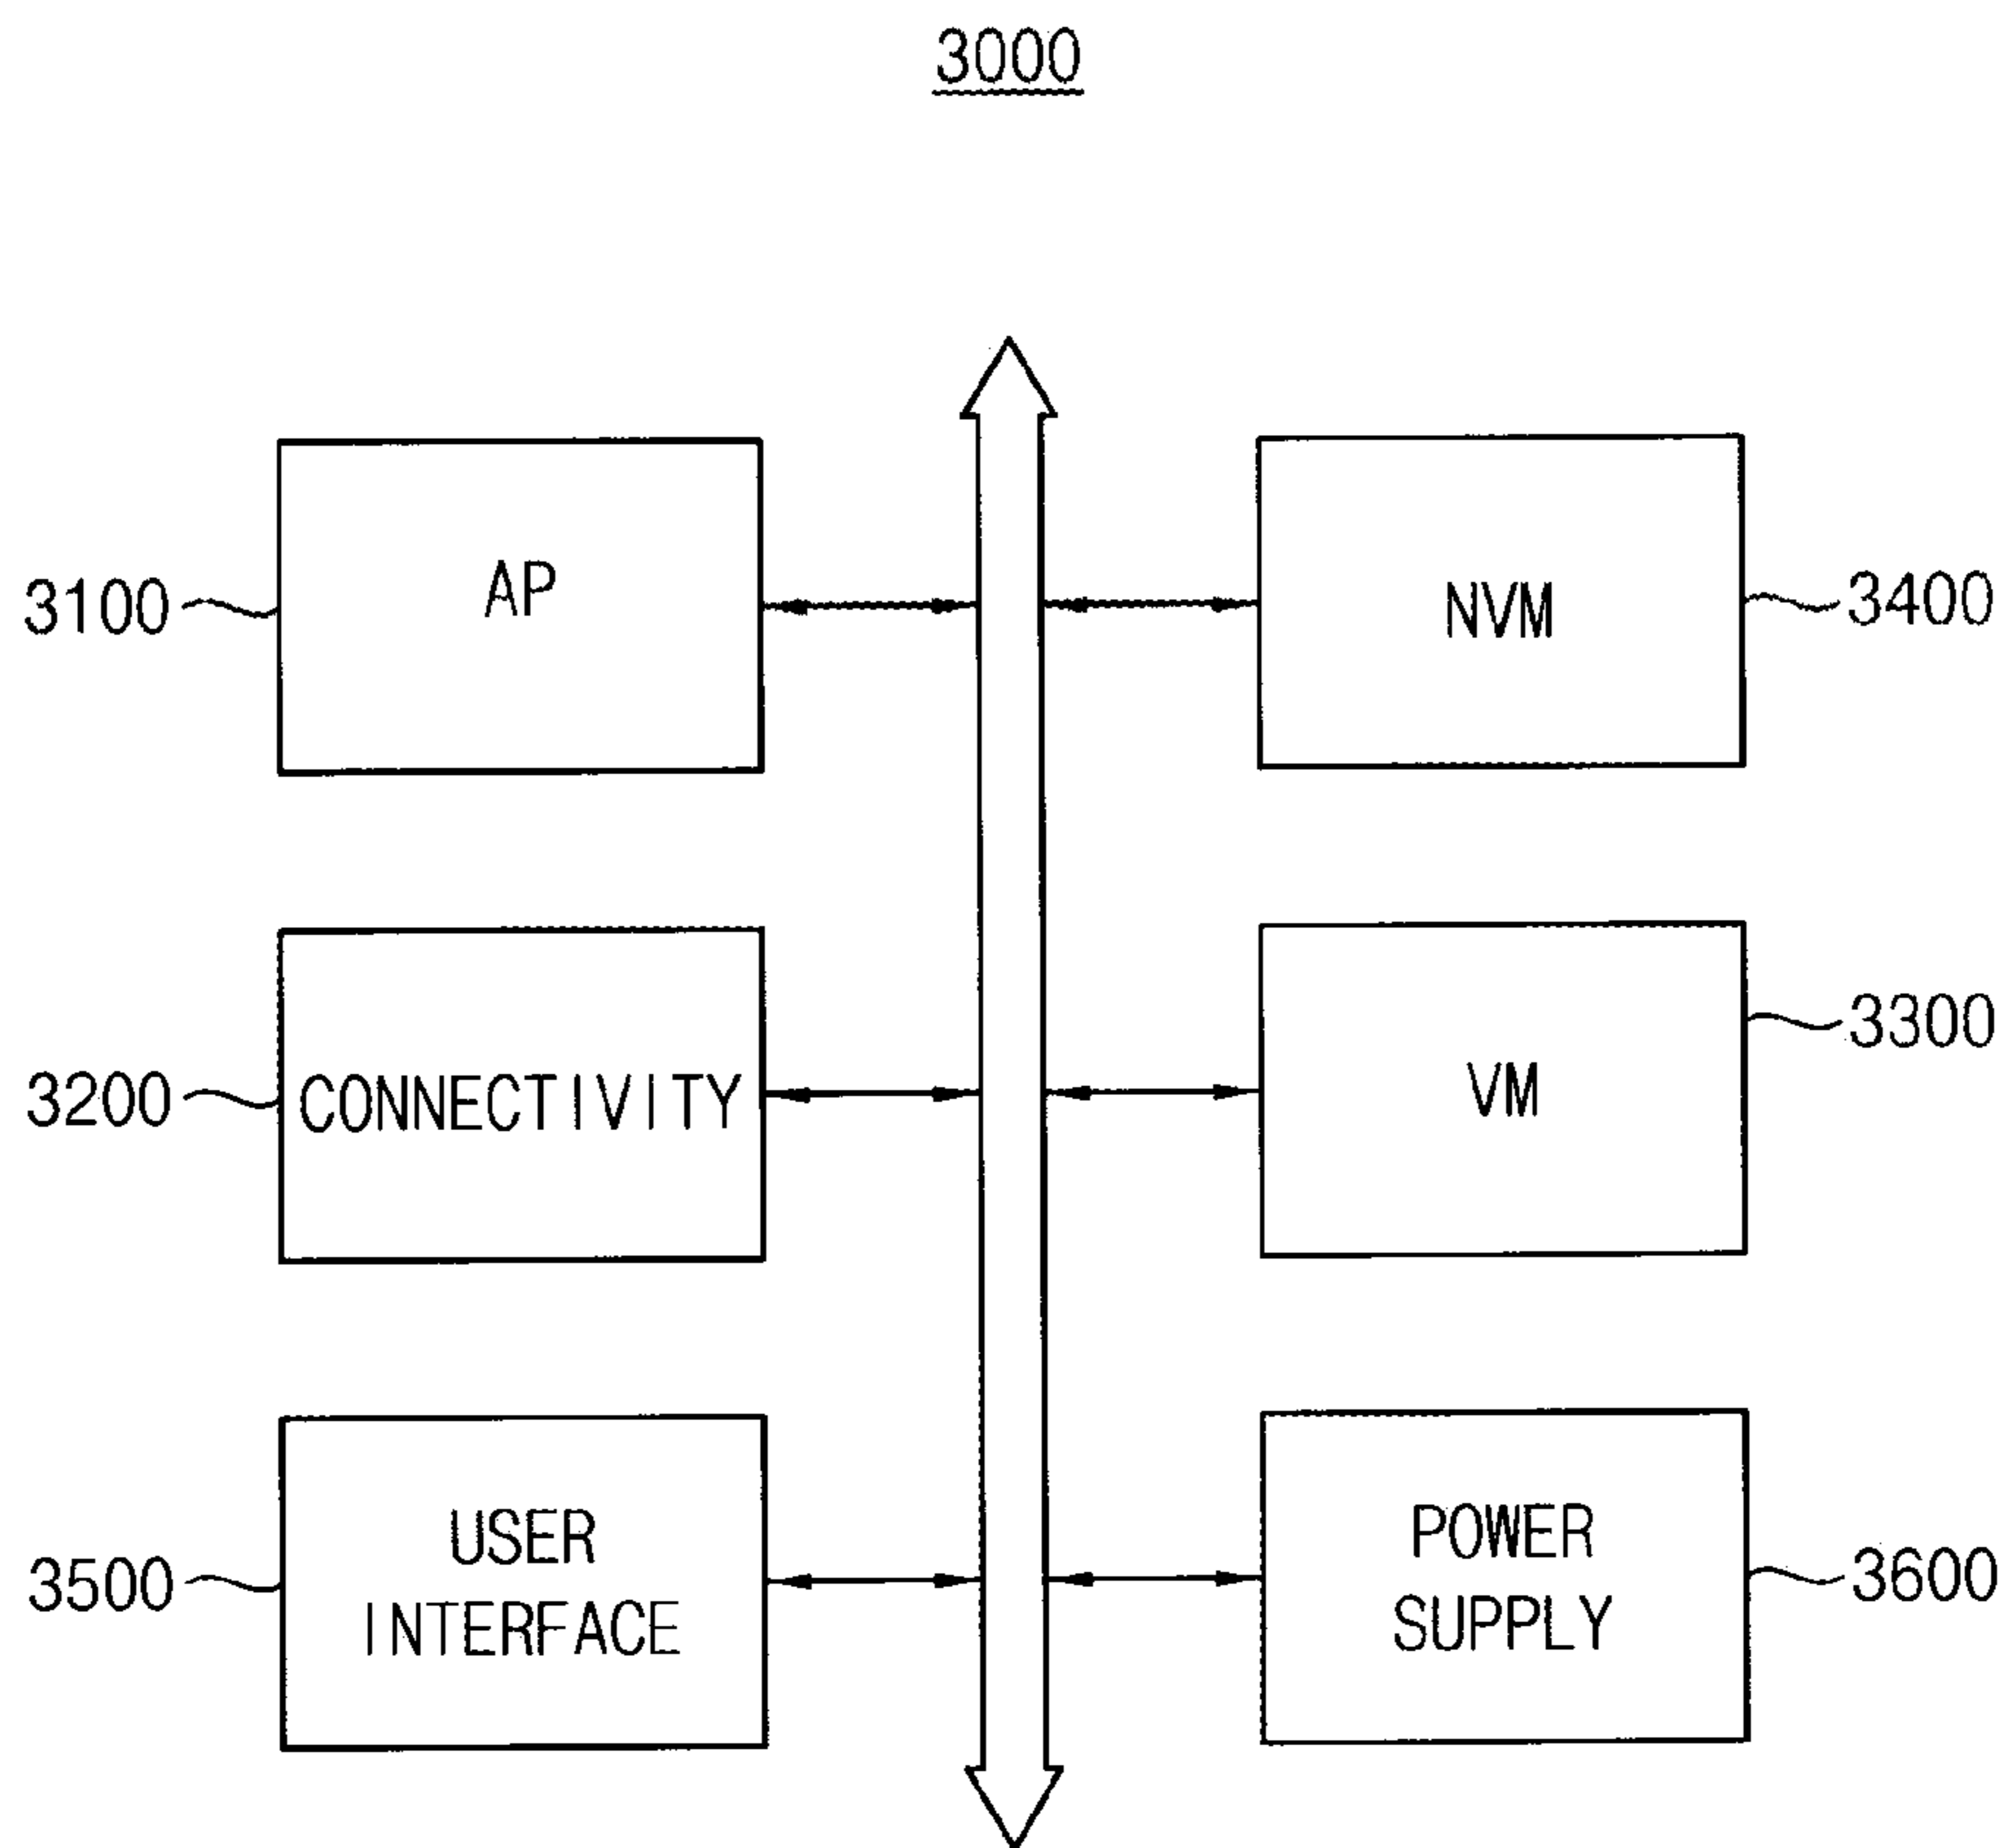 3000
3100
AP
NVM
3400
3200
CONNECTIVITY
VM
3300
3500
USER
INTERFACE
POWER
SUPPLY
3600